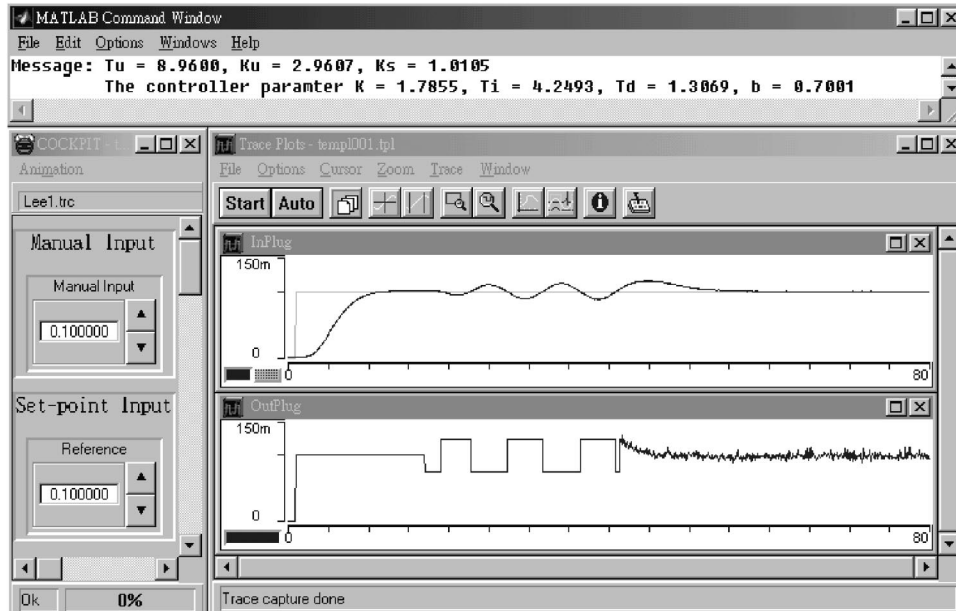 MATLAB Command Window
File Edit Options Windows Help
Message: Tu = 8.9600, Ku = 2.9607, Ks = 1.0105
The controller paramter K = 1.7855, Ti = 4.2493, Td = 1.3069, b = 0.7001
COCKPIT - t
Animation
Lee1.trc
Manual Input
Manual Input
0.100000
Set-point Input
Reference
0.100000
Ok 0%
Trace Plots - templ001.tpl
File Options Cursor Zoom Trace Window
Start Auto
InPlug
150m
0
0 80
OutPlug
150m
0
0 80
Trace capture done